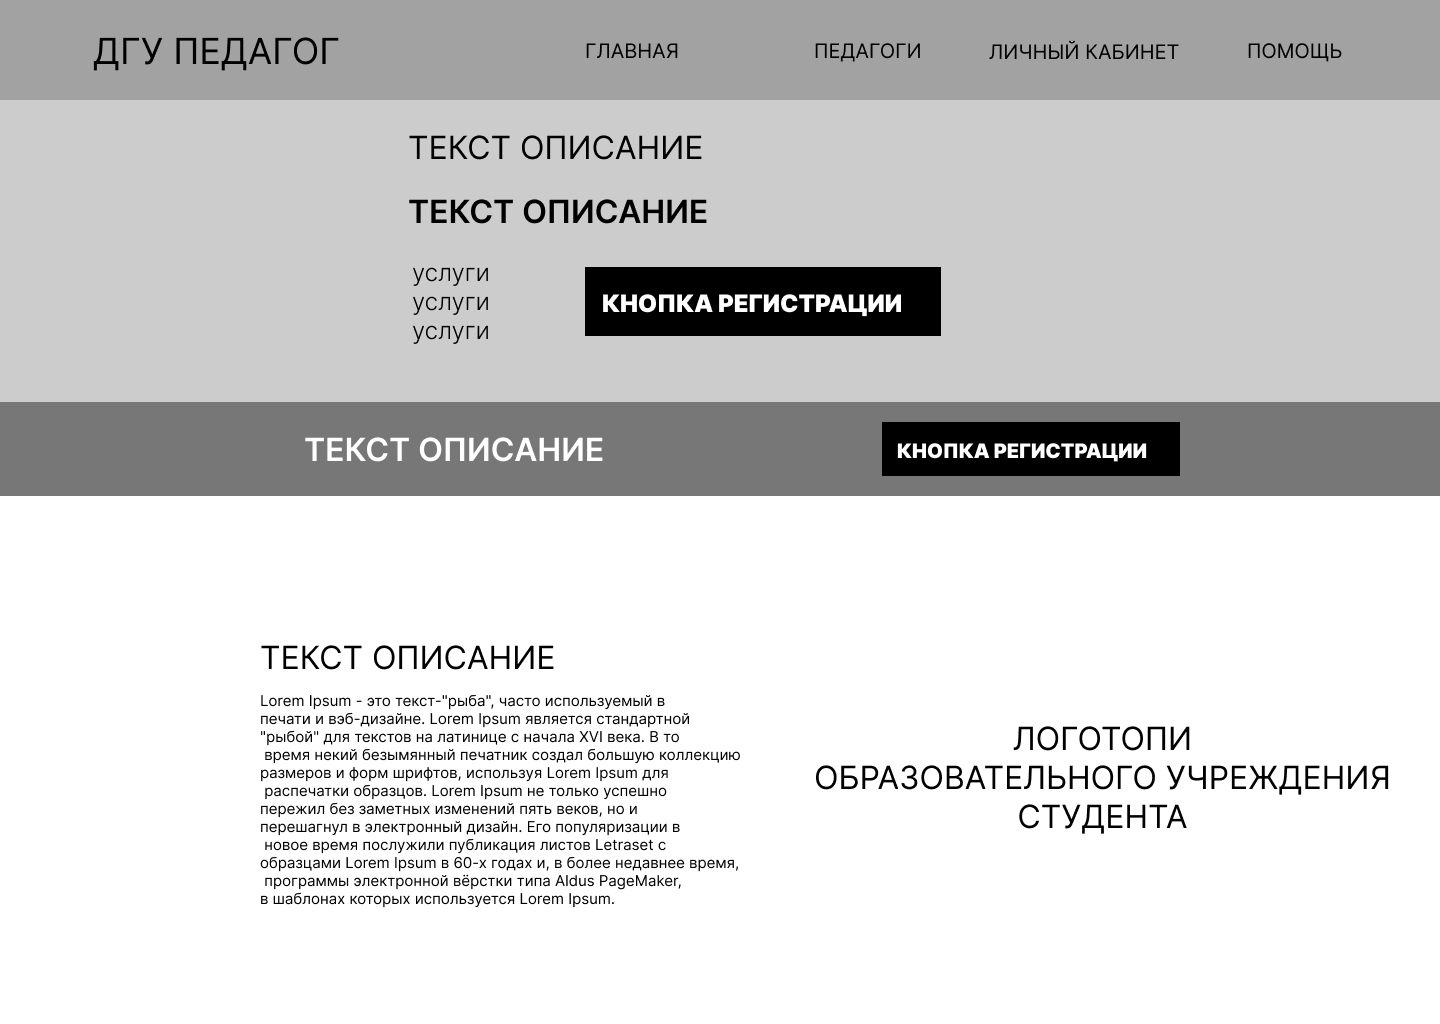 ДГУ ПЕДАГОГ
ГЛАВНАЯ
ПЕДАГОГИ
ЛИЧНЫЙ КАБИНЕТ
ПОМОЩЬ
ТЕКСТ ОПИСАНИЕ
ТЕКСТ ОПИСАНИЕ
услуги
услуги
услуги
КНОПКА РЕГИСТРАЦИИ
ТЕКСТ ОПИСАНИЕ
КНОПКА РЕГИСТРАЦИИ
ТЕКСТ ОПИСАНИЕ
Lorem Ipsum - это текст-"рыба", часто используемый в
печати и вэб-дизайне. Lorem Ipsum является стандартной
"рыбой" для текстов на латинице с начала XVI века. В то
время некий безымянный печатник создал большую коллекцию
размеров и форм шрифтов, используя Lorem Ipsum для
распечатки образцов. Lorem Ipsum не только успешно
пережил без заметных изменений пять веков, но и
перешагнул в электронный дизайн. Его популяризации в
новое время послужили публикация листов Letraset с
образцами Lorem Ipsum в 60-х годах и, в более недавнее время,
программы электронной вёрстки типа Aldus PageMaker,
в шаблонах которых используется Lorem Ipsum.
ЛОГОТОПИ
ОБРАЗОВАТЕЛЬНОГО УЧРЕЖДЕНИЯ
СТУДЕНТА